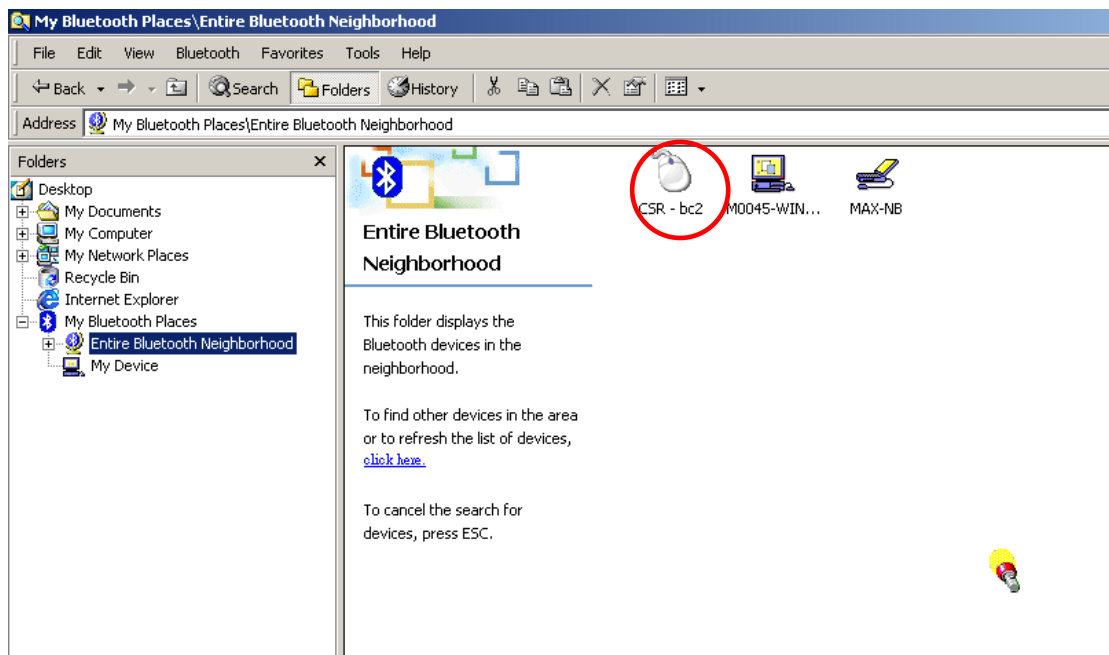 My Bluetooth Places\Entire Bluetooth Neighborhood
File Edit View Bluetooth Favorites Tools Help
Back Search Folders History
Address My Bluetooth Places\Entire Bluetooth Neighborhood
Folders
Desktop
My Documents
My Computer
My Network Places
Recycle Bin
Internet Explorer
My Bluetooth Places
Entire Bluetooth Neighborhood
My Device
Entire Bluetooth
Neighborhood
This folder displays the
Bluetooth devices in the
neighborhood.
To find other devices in the area
or to refresh the list of devices,
click here.
To cancel the search for
devices, press ESC.
CSR - bc2 M0045-WIN... MAX-NB